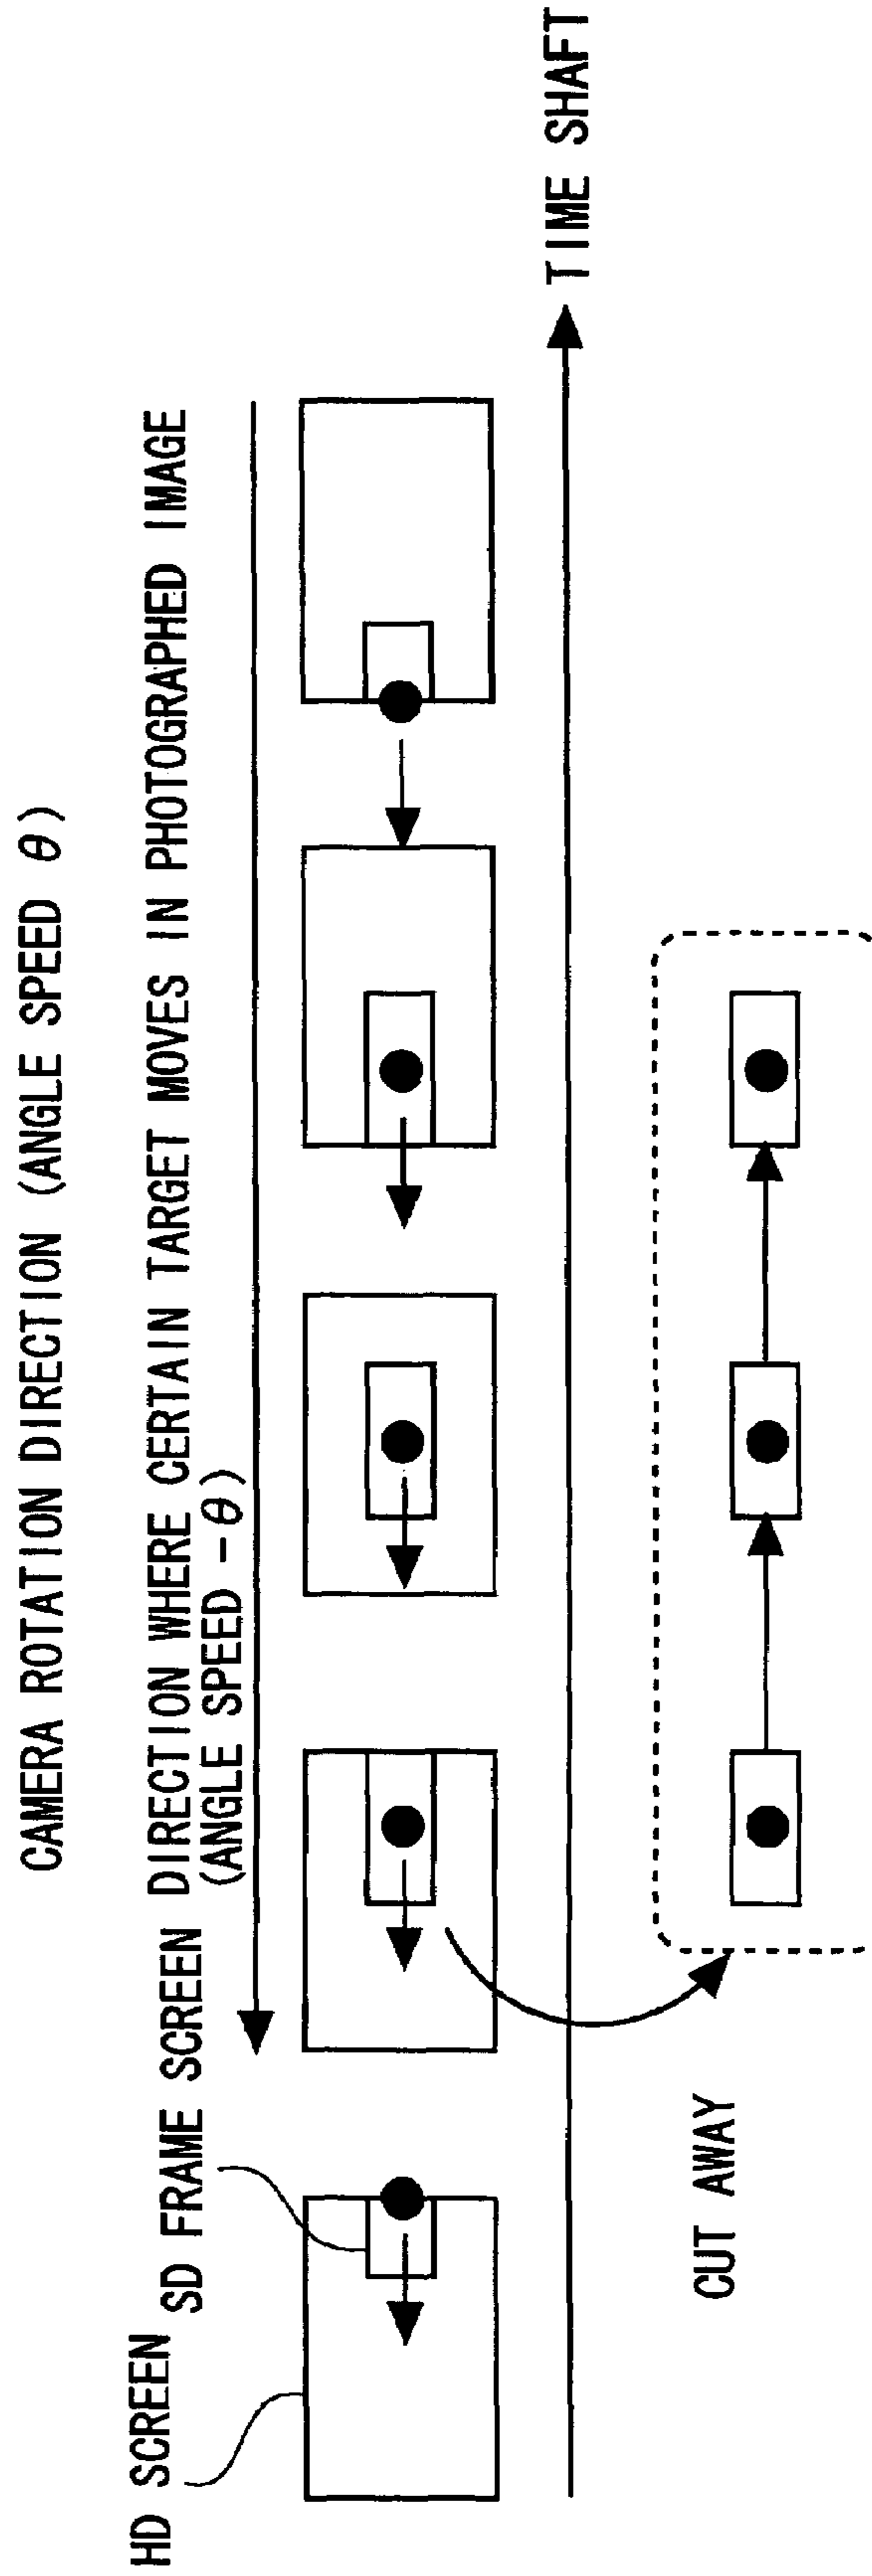 CAMERA ROTATION DIRECTION (ANGLE SPEED θ)
HD SCREEN
SD FRAME SCREEN
DIRECTION WHERE CERTAIN TARGET MOVES IN PHOTOGRAPHED IMAGE
(ANGLE SPEED -θ)
TIME SHAFT
CUT AWAY